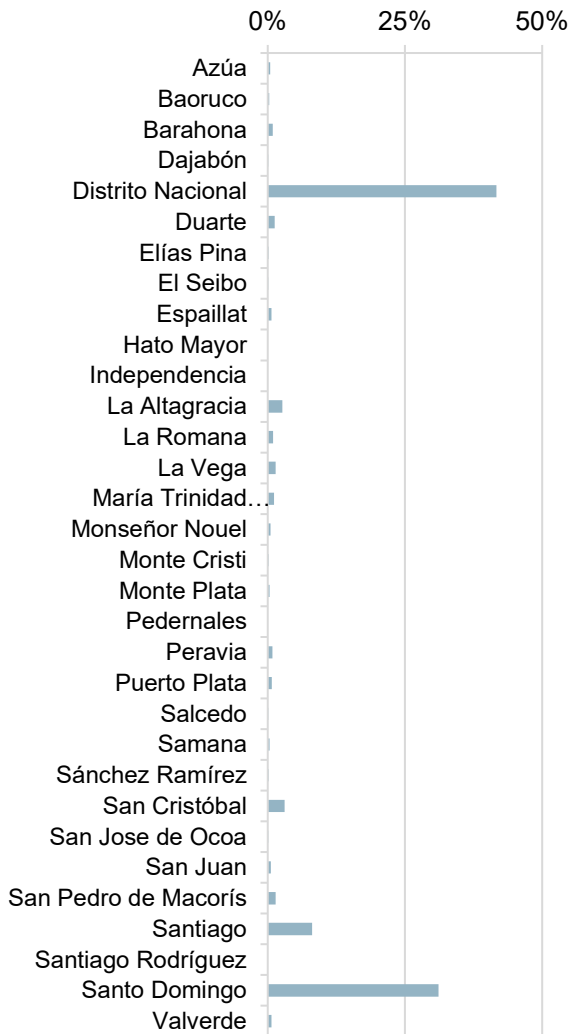 0% 25% 50%
Azúa
Baoruco
Barahona
Dajabón
Distrito Nacional
Duarte
Elías Pina
El Seibo
Espaillat
Hato Mayor
Independencia
La Altagracia
La Romana
La Vega
María Trinidad...
Monseñor Nouel
Monte Cristi
Monte Plata
Pedernales
Peravia
Puerto Plata
Salcedo
Samana
Sánchez Ramírez
San Cristóbal
San Jose de Ocoa
San Juan
San Pedro de Macorís
Santiago
Santiago Rodríguez
Santo Domingo
Valverde